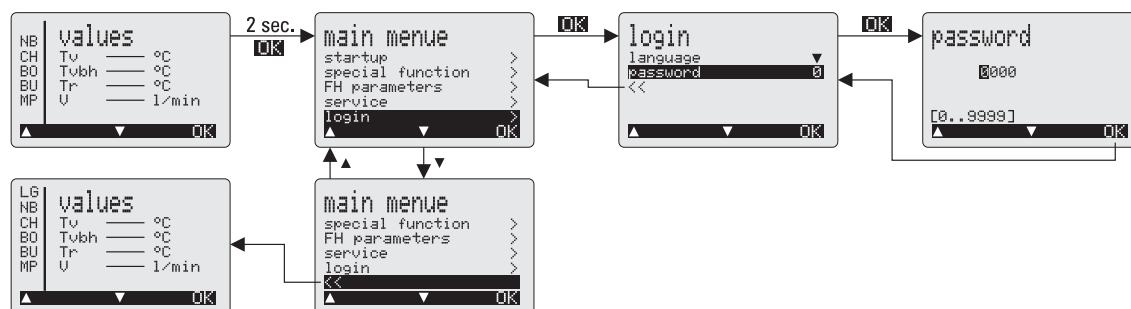 NB
CH
BO
BU
MP
values
Tv °C
Tvbh °C
Tr °C
V l/min
▲ ▼ OK
2 sec.
OK
main menue
startup >
special function >
FH parameters >
service >
login >
▲ ▼ OK
OK
login
language ▼
password 0
<<
▲ ▼ OK
OK
password
0000
[0..9999]
▲ ▼ OK
▲ ▼
LG
NB
CH
BO
BU
MP
values
Tv °C
Tvbh °C
Tr °C
V l/min
▲ ▼ OK
main menue
special function >
FH parameters >
service >
login >
<<
▲ ▼ OK